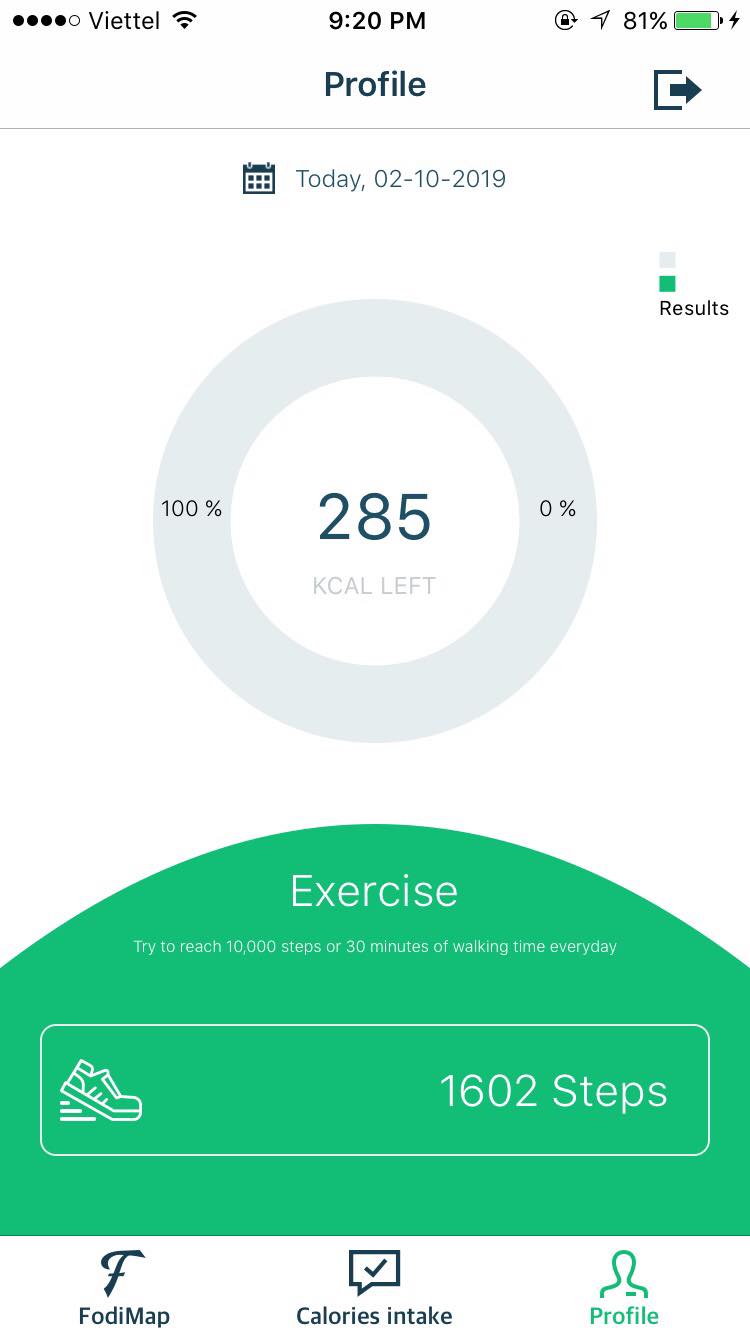 Viettel 9:20 PM 81%
Profile
Today, 02-10-2019
Results
100 % 0 %
285
KCAL LEFT
Exercise
Try to reach 10,000 steps or 30 minutes of walking time everyday
1602 Steps
FodiMap Calories intake Profile